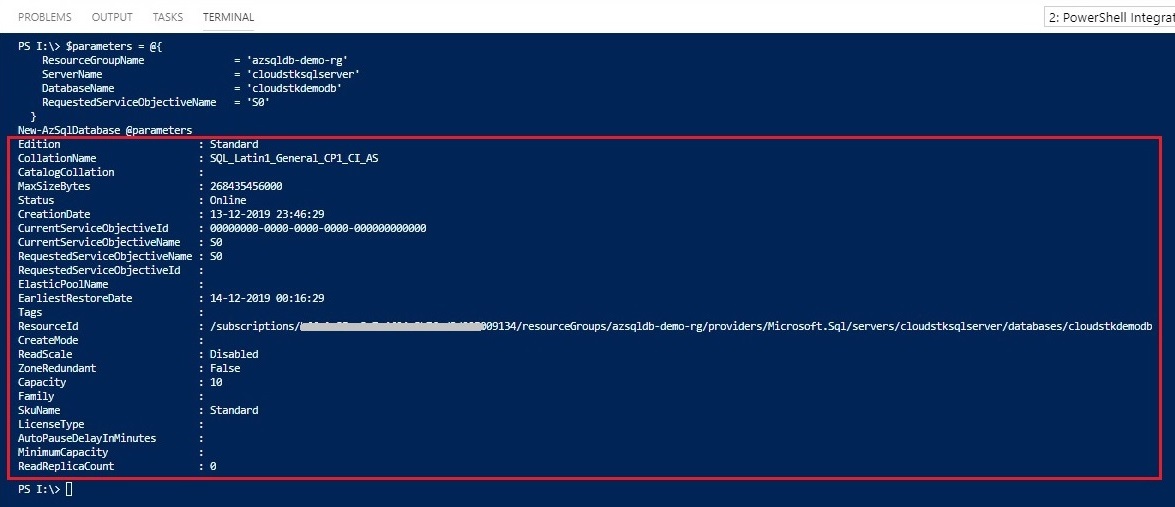 PROBLEMS OUTPUT TASKS TERMINAL 2: PowerShell Integrat
PS I:\> $parameters = @{
ResourceGroupName = 'azsqldb-demo-rg'
ServerName = 'cloudstksqlserver'
DatabaseName = 'cloudstkdemodb'
RequestedServiceObjectiveName = 'S0'
}
New-AzSqlDatabase @parameters
Edition : Standard
CollationName : SQL_Latin1_General_CP1_CI_AS
CatalogCollation :
MaxSizeBytes : 268435456000
Status : Online
CreationDate : 13-12-2019 23:46:29
CurrentServiceObjectiveId : 00000000-0000-0000-0000-000000000000
CurrentServiceObjectiveName : S0
RequestedServiceObjectiveName : S0
RequestedServiceObjectiveId :
ElasticPoolName :
EarliestRestoreDate : 14-12-2019 00:16:29
Tags :
ResourceId : /subscriptions/009134/resourceGroups/azsqldb-demo-rg/providers/Microsoft.Sql/servers/cloudstksqlserver/databases/cloudstkdemodb
CreateMode :
ReadScale : Disabled
ZoneRedundant : False
Capacity : 10
Family :
SkuName : Standard
LicenseType :
AutoPauseDelayInMinutes :
MinimumCapacity :
ReadReplicaCount : 0
PS I:\>